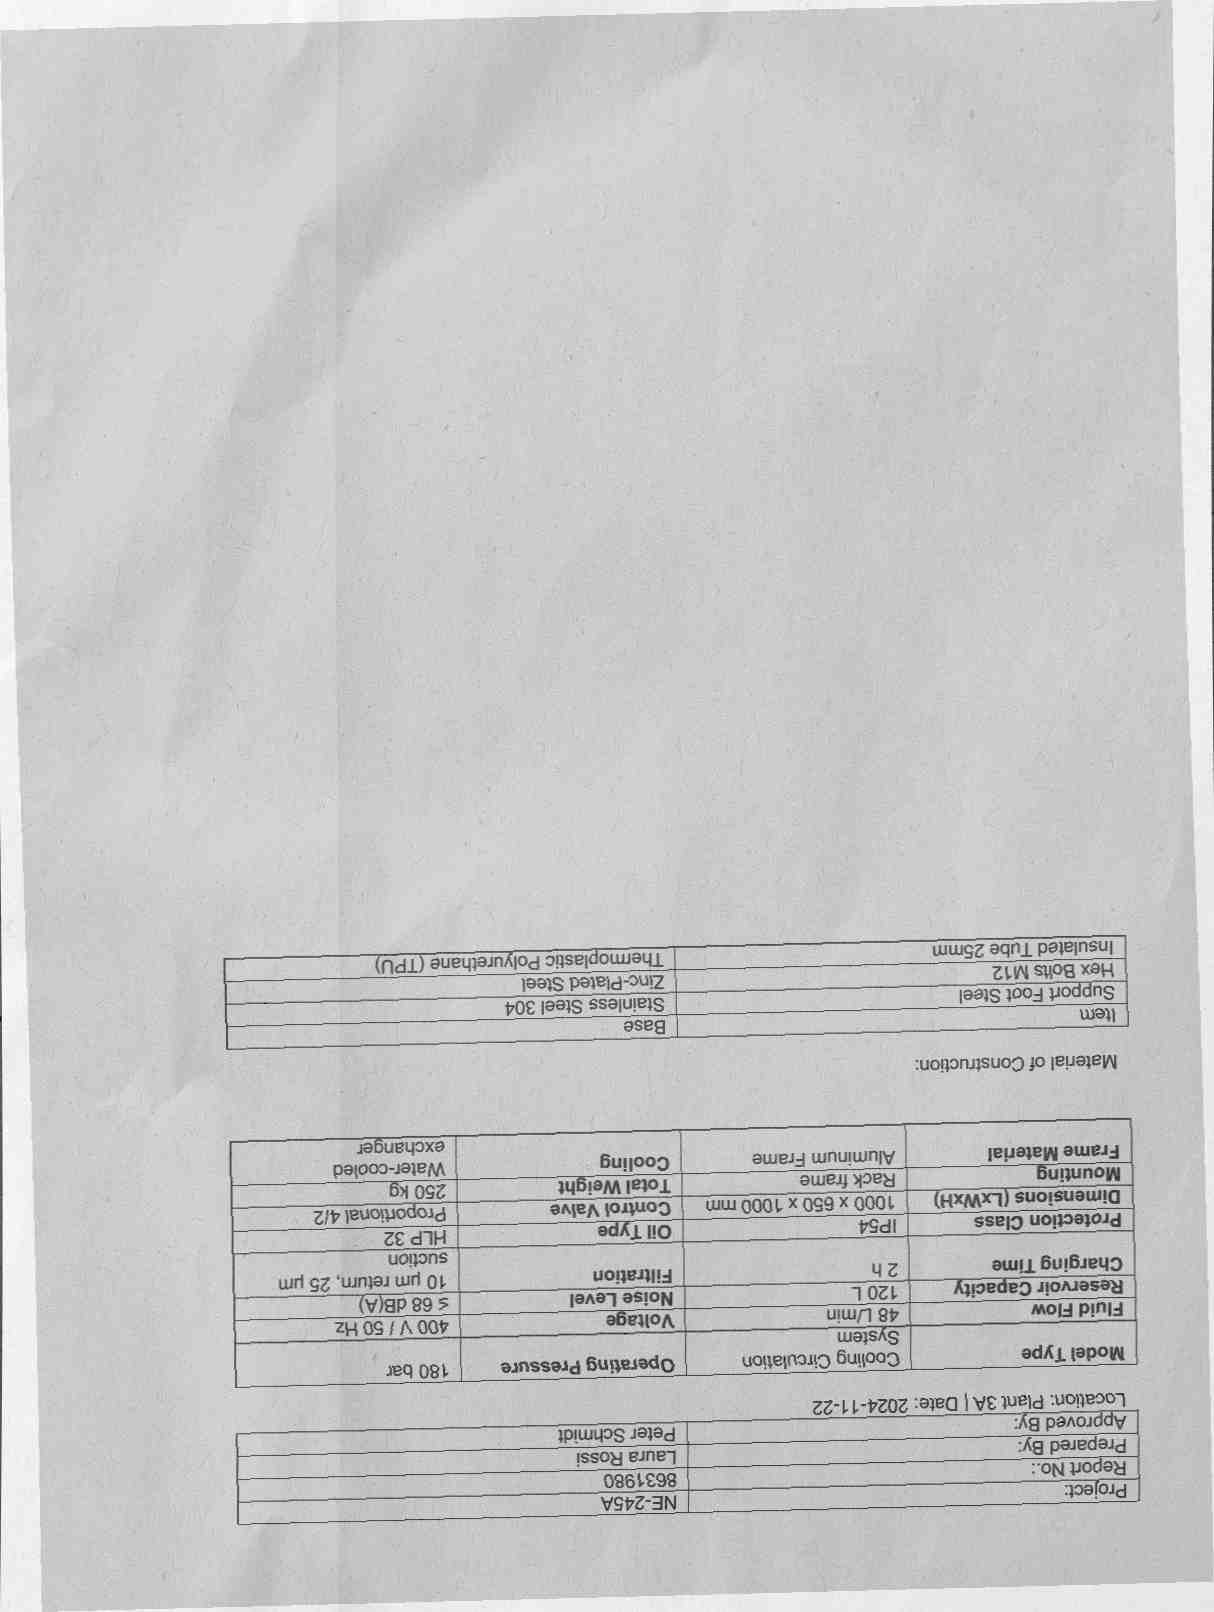 Project: NE-245A
Report No.: 8631980
Prepared By: Laura Rossi
Approved By: Peter Schmidt
Location: Plant 3A | Date: 2024-11-22
Model Type Cooling Circulation System Operating Pressure 180 bar
Fluid Flow 48 L/min Voltage 400 V / 50 Hz
Reservoir Capacity 120 L Noise Level ≤ 68 dB(A)
Charging Time 2 h Filtration 10 µm return, 25 µm suction
Protection Class IP54 Oil Type HLP 32
Dimensions (LxWxH) 1000 x 650 x 1000 mm Control Valve Proportional 4/2
Mounting Rack frame Total Weight 250 kg
Frame Material Aluminum Frame Cooling Water-cooled exchanger
Material of Construction:
Item Base
Support Foot Steel Stainless Steel 304
Hex Bolts M12 Zinc-Plated Steel
Insulated Tube 25mm Thermoplastic Polyurethane (TPU)